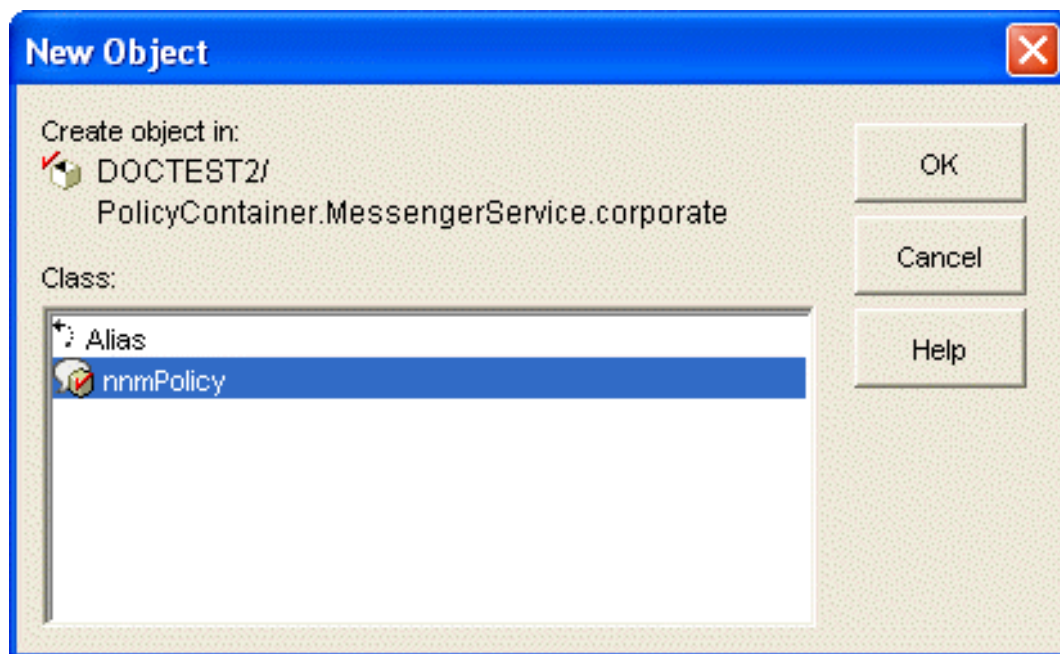 New Object
Create object in:
DOCTEST2/
PolicyContainer.MessengerService.corporate
Class:
Alias
nnmPolicy
OK
Cancel
Help